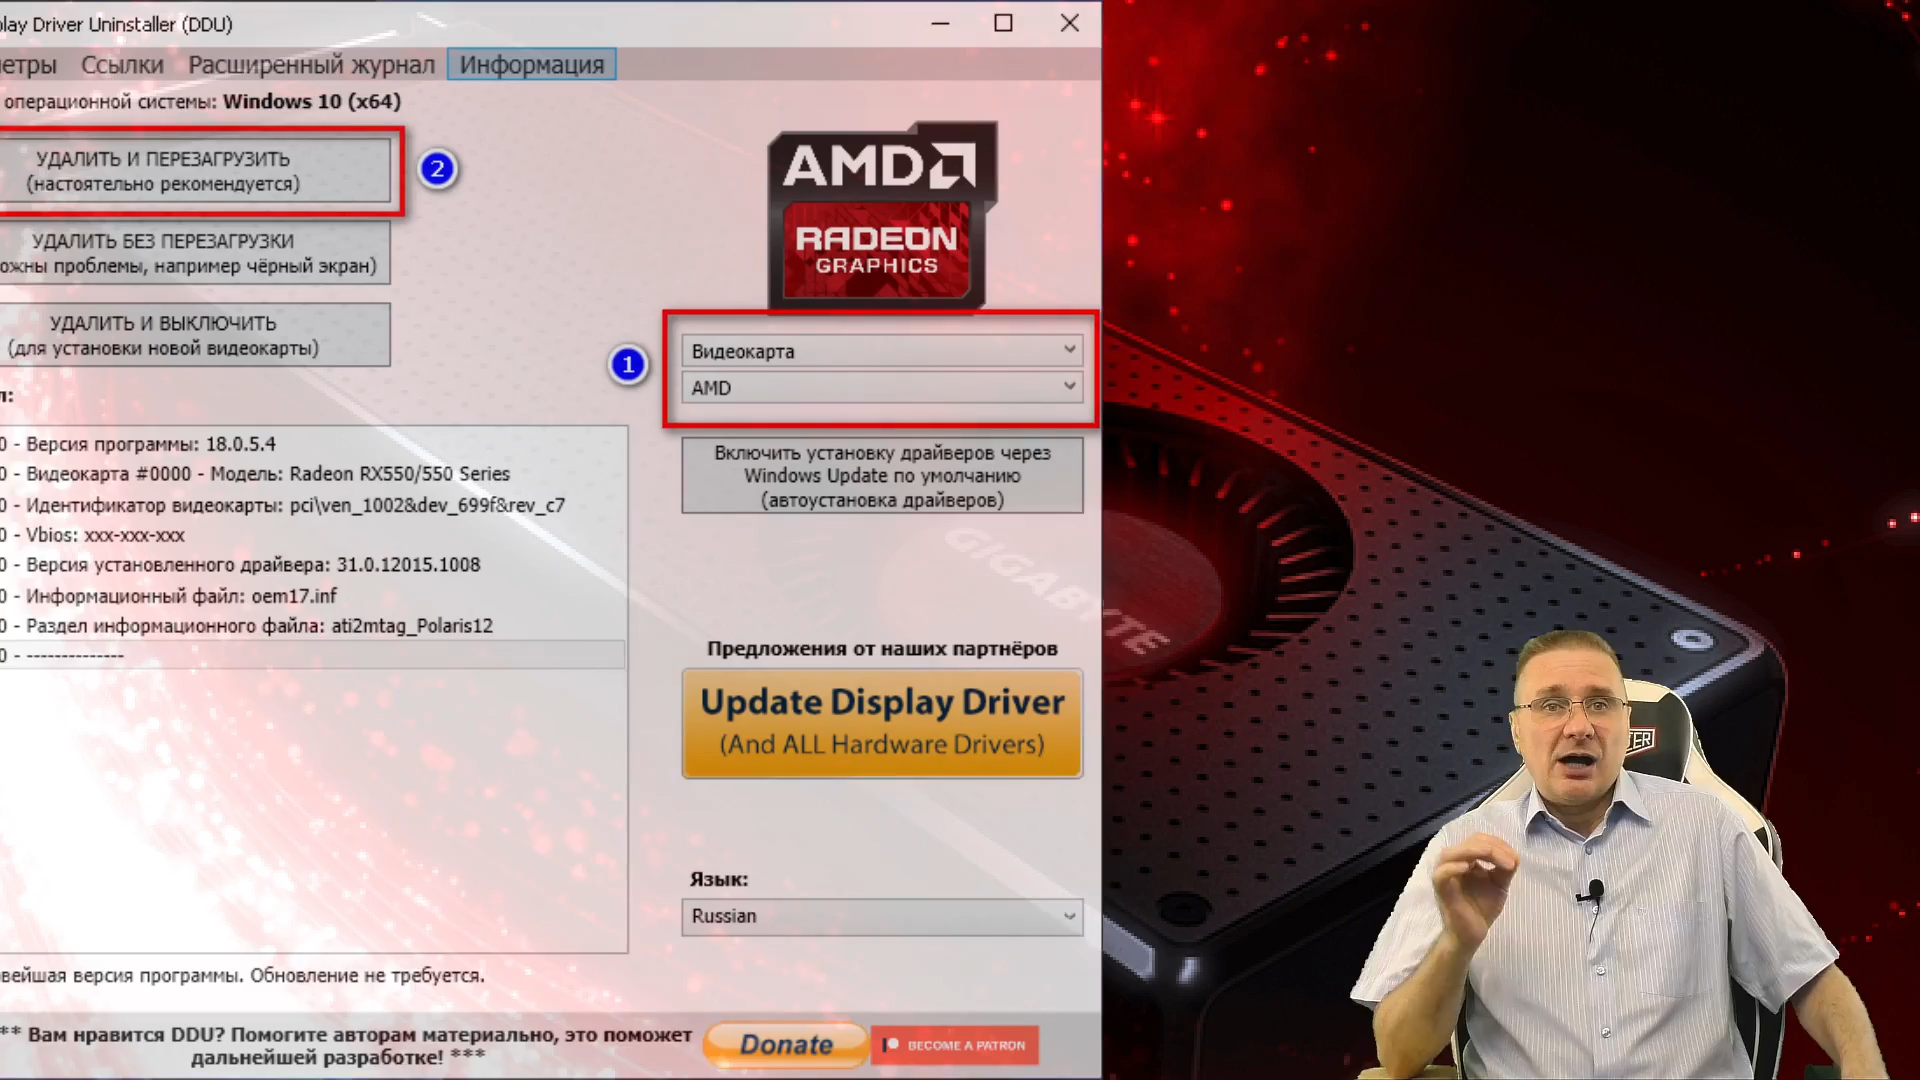 play Driver Uninstaller (DDU)
етры Ссылки Расширенный журнал Информация
операционной системы: Windows 10 (x64)
УДАЛИТЬ И ПЕРЕЗАГРУЗИТЬ
(настоятельно рекомендуется)
2
УДАЛИТЬ БЕЗ ПЕРЕЗАГРУЗКИ
ожны проблемы, например чёрный экран)
УДАЛИТЬ И ВЫКЛЮЧИТЬ
(для установки новой видеокарты)
л:
0 - Версия программы: 18.0.5.4
0 - Видеокарта #0000 - Модель: Radeon RX550/550 Series
0 - Идентификатор видеокарты: pci\ven_1002&dev_699f&rev_c7
0 - Vbios: xxx-xxx-xxx
0 - Версия установленного драйвера: 31.0.12015.1008
0 - Информационный файл: oem17.inf
0 - Раздел информационного файла: ati2mtag_Polaris12
0 - --------------
вейшая версия программы. Обновление не требуется.
AMD
RADEON
GRAPHICS
1
Видеокарта
AMD
Включить установку драйверов через
Windows Update по умолчанию
(автоустановка драйверов)
GIGABYTE
Предложения от наших партнёров
Update Display Driver
(And ALL Hardware Drivers)
Язык:
Russian
** Вам нравится DDU? Помогите авторам материально, это поможет
дальнейшей разработке! ***
Donate
BECOME A PATRON